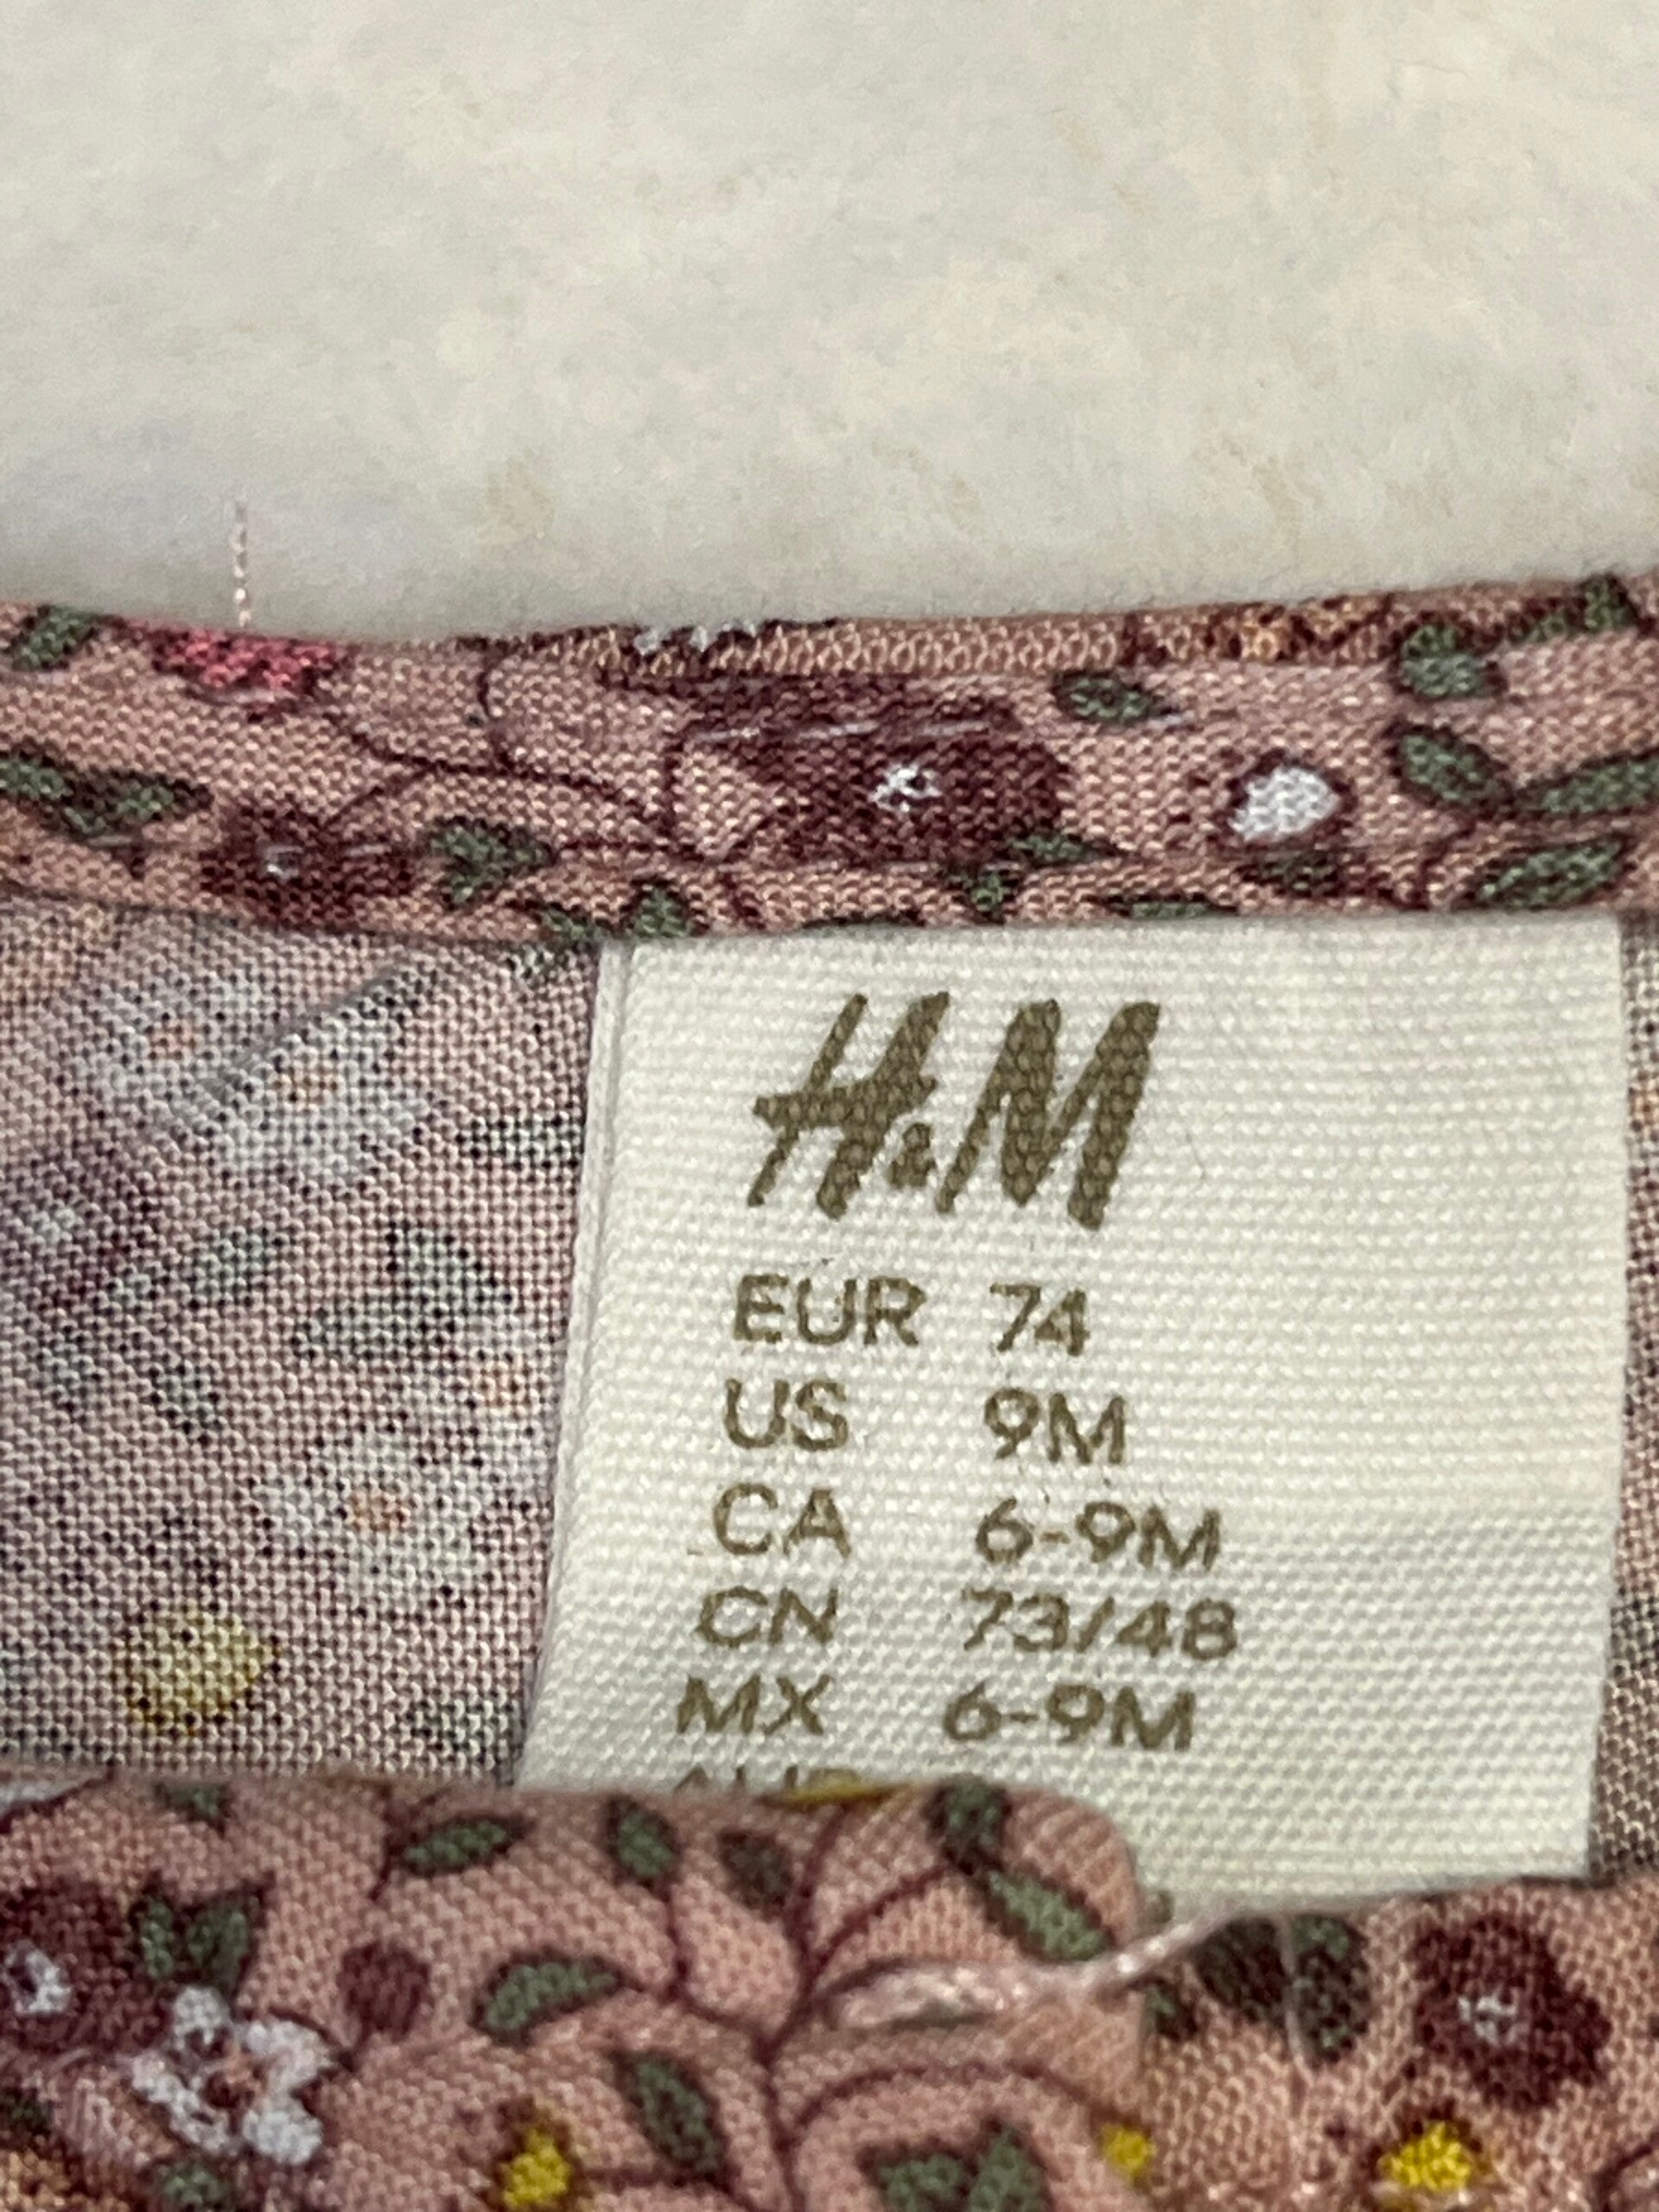 H&M
EUR 74
US 9M
CA 6-9M
CN 73/48
MX 6-9M